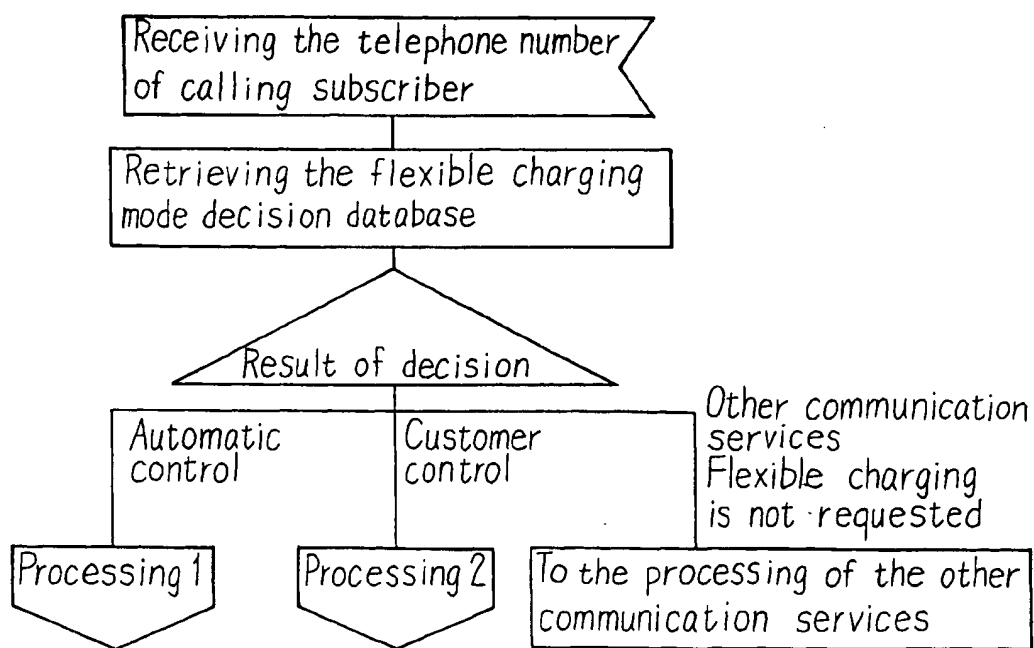 Receiving the telephone number
of calling subscriber
Retrieving the flexible charging
mode decision database
Result of decision
Automatic
control
Customer
control
Other communication
services
Flexible charging
is not requested
Processing 1
Processing 2
To the processing of the other
communication services